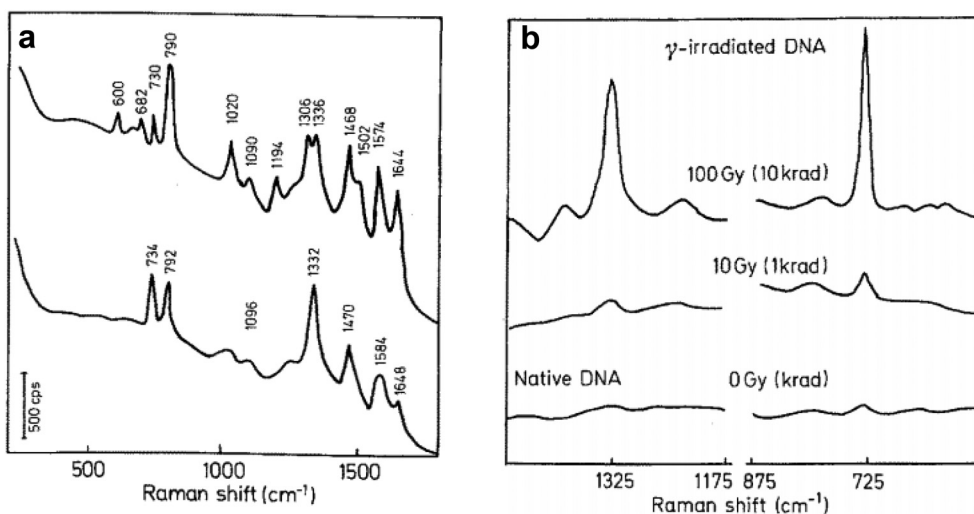 a
600
682
730
790
1020
1090
1194
1306
1336
1468
1502
1574
1644
734
792
1096
1332
1470
1584
1648
500 cps
500
1000
1500
Raman shift (cm⁻¹)
b
γ-irradiated DNA
100 Gy (10 krad)
10 Gy (1 krad)
Native DNA
0 Gy (krad)
1325
1175
875
725
Raman shift (cm⁻¹)